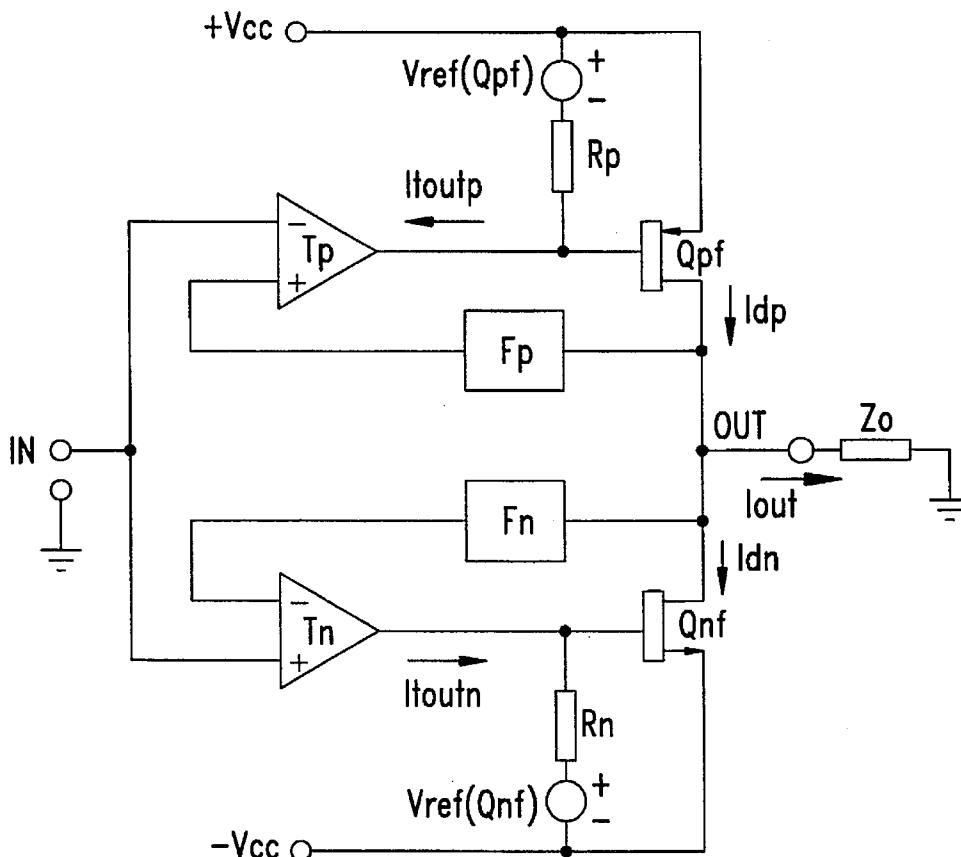 +Vcc
Vref(Qpf)
+
−
Rp
Itoutp
−
Tp
+
Qpf
Idp
Fp
IN
OUT
Zo
Iout
Fn
Idn
−
Tn
+
Qnf
Itoutn
Rn
Vref(Qnf)
+
−
−Vcc